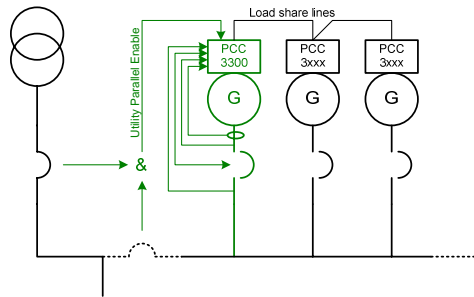 Load share lines
Utility Parallel Enable
PCC
3300
PCC
3xxx
PCC
3xxx
G
G
G
&